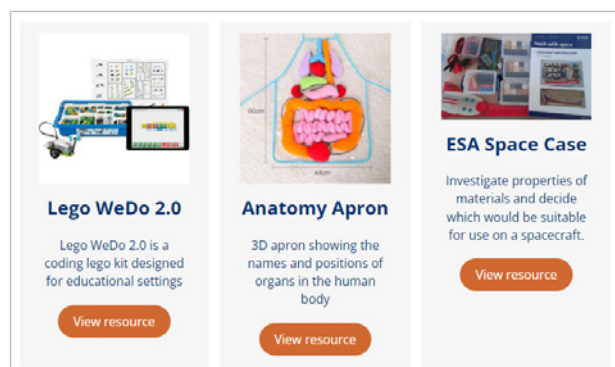 Lego WeDo 2.0
Lego WeDo 2.0 is a
coding lego kit designed
for educational settings
View resource
60cm
44cm
Anatomy Apron
3D apron showing the
names and positions of
organs in the human
body
View resource
ESA Space Case
Investigate properties of
materials and decide
which would be suitable
for use on a spacecraft.
View resource